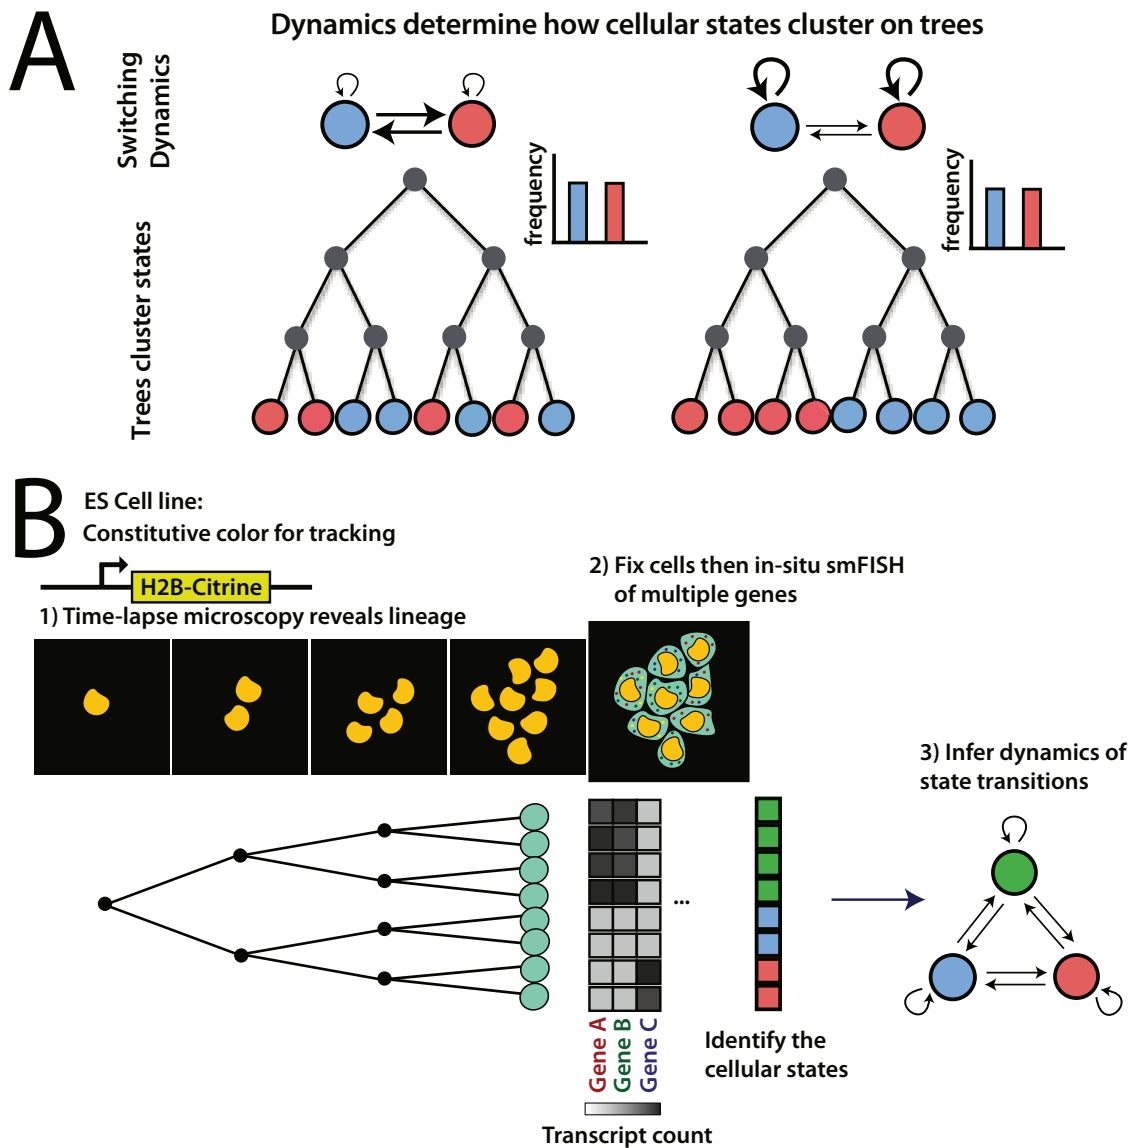 A
Dynamics determine how cellular states cluster on trees
Switching
Dynamics
frequency
frequency
Trees cluster states
B
ES Cell line:
Constitutive color for tracking
H2B-Citrine
1) Time-lapse microscopy reveals lineage
2) Fix cells then in-situ smFISH
of multiple genes
3) Infer dynamics of
state transitions
...
Gene A
Gene B
Gene C
Identify the
cellular states
Transcript count